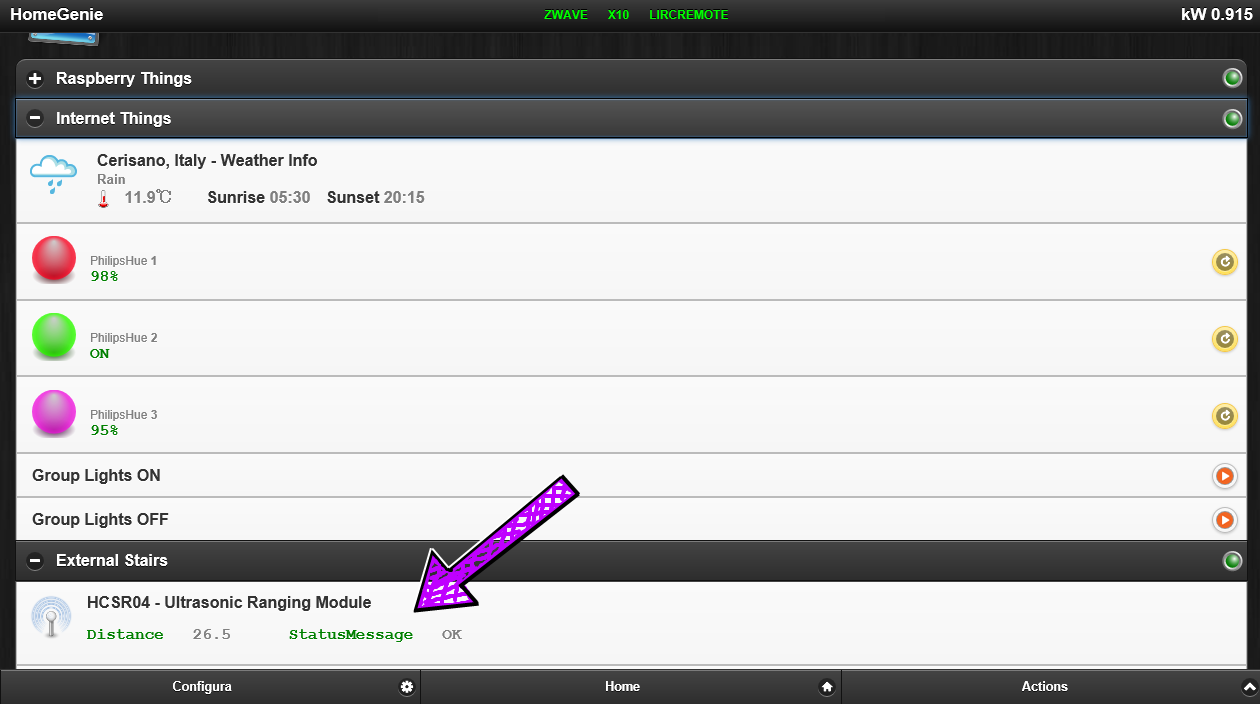 HomeGenie ZWAVE X10 LIRCREMOTE kW 0.915
Raspberry Things
Internet Things
Cerisano, Italy - Weather Info
Rain
11.9℃ Sunrise 05:30 Sunset 20:15
PhilipsHue 1
98%
PhilipsHue 2
ON
PhilipsHue 3
95%
Group Lights ON
Group Lights OFF
External Stairs
HCSR04 - Ultrasonic Ranging Module
Distance 26.5 StatusMessage OK
Configura Home Actions